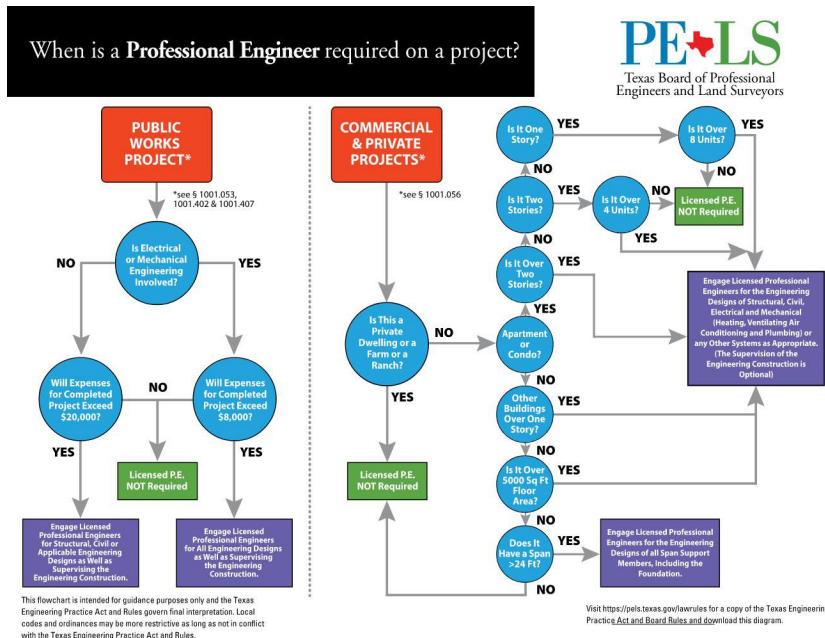 When is a Professional Engineer required on a project?
PE LS
Texas Board of Professional
Engineers and Land Surveyors
PUBLIC
WORKS
PROJECT*
*see § 1001.053,
1001.402 & 1001.407
Is Electrical
or Mechanical
Engineering
Involved?
NO
YES
Will Expenses
for Completed
Project Exceed
$20,000?
NO
Will Expenses
for Completed
Project Exceed
$8,000?
YES
YES
Licensed P.E.
NOT Required
Engage Licensed
Professional Engineers
for Structural, Civil or
Applicable Engineering
Designs as Well as
Supervising the
Engineering Construction.
Engage Licensed
Professional Engineers
for All Engineering Designs
as Well as Supervising
the Engineering
Construction.
This flowchart is intended for guidance purposes only and the Texas
Engineering Practice Act and Rules govern final interpretation. Local
codes and ordinances may be more restrictive as long as not in conflict
with the Texas Engineering Practice Act and Rules.
COMMERCIAL
& PRIVATE
PROJECTS*
*see § 1001.056
Is This a
Private
Dwelling or a
Farm or a
Ranch?
NO
YES
Licensed P.E.
NOT Required
Is It One
Story?
YES
Is It Over
8 Units?
YES
NO
NO
Is It Two
Stories?
YES
Is It Over
4 Units?
NO
Licensed P.E.
NOT Required
YES
NO
Is It Over
Two
Stories?
YES
Engage Licensed Professional
Engineers for the Engineering
Designs of Structural, Civil,
Electrical and Mechanical
(Heating, Ventilating Air
Conditioning and Plumbing) or
any Other Systems as Appropriate.
(The Supervision of the
Engineering Construction is
Optional)
YES
Apartment
or
Condo?
NO
Other
Buildings
Over One
Story?
YES
NO
Is It Over
5000 Sq Ft
Floor
Area?
YES
NO
Does It
Have a Span
>24 Ft?
YES
Engage Licensed Professional
Engineers for the Engineering
Designs of all Span Support
Members, Including the
Foundation.
NO
Visit https://pels.texas.gov/lawrules for a copy of the Texas Engineerin
Practice Act and Board Rules and download this diagram.